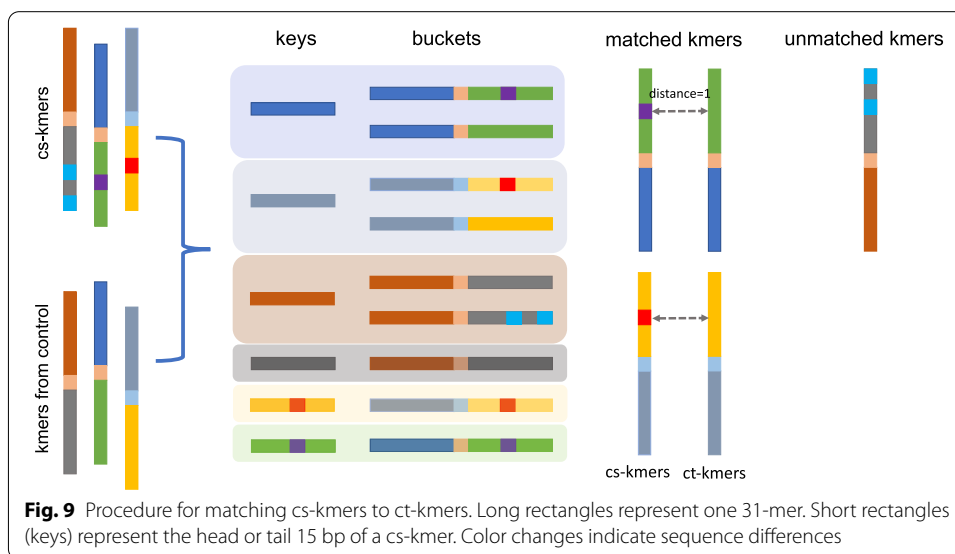 keys buckets matched kmers unmatched kmers
cs-kmers
distance=1
kmers from control
cs-kmers ct-kmers
Fig. 9 Procedure for matching cs-kmers to ct-kmers. Long rectangles represent one 31-mer. Short rectangles
(keys) represent the head or tail 15 bp of a cs-kmer. Color changes indicate sequence differences